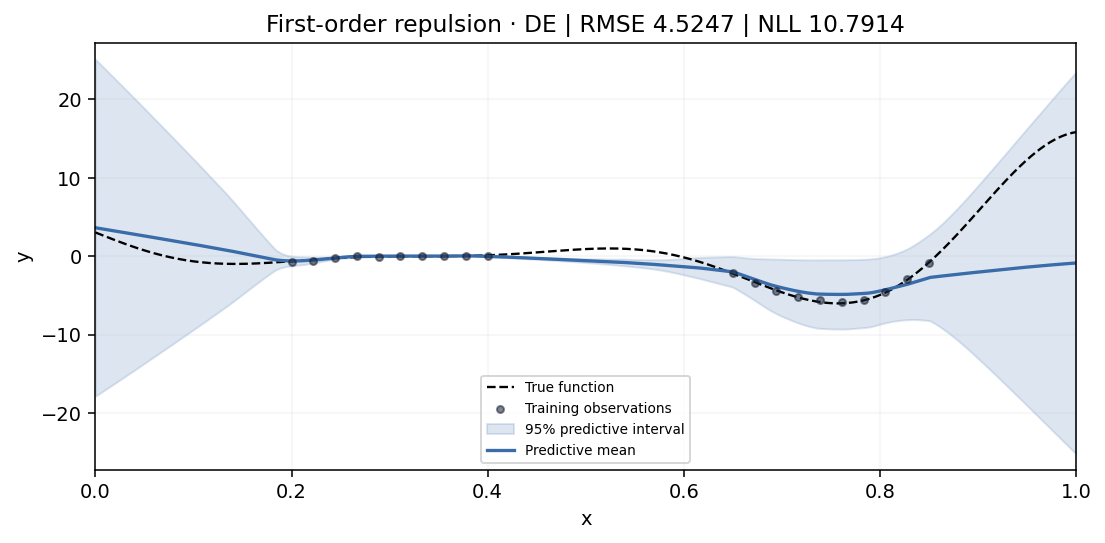 First-order repulsion · DE | RMSE 4.5247 | NLL 10.7914
y
20
10
0
−10
−20
True function
Training observations
95% predictive interval
Predictive mean
0.0 0.2 0.4 0.6 0.8 1.0
x